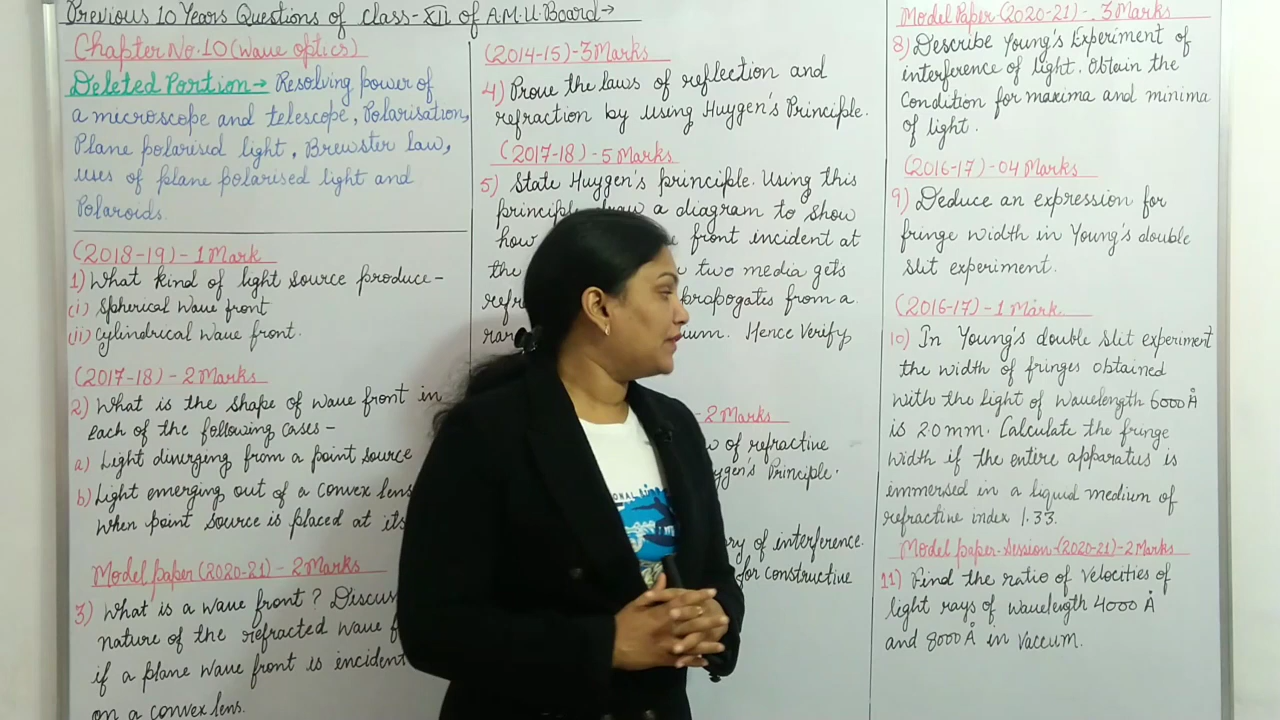 Previous 10 Years Questions of class-XII of A.M.U. Board→
Chapter No.10 (Wave optics)
Deleted Portion → Resolving power of
a microscope and telescope, Polarisation,
Plane polarised light, Brewster law,
uses of plane polarised light and
Polaroids.
(2018-19) - 1 Mark
1) What kind of light source produce -
(i) Spherical Wave front
(ii) Cylindrical Wave front.
(2017-18) - 2 Marks
2) What is the shape of wave front in
each of the following cases -
a) Light diverging from a point source
b) Light emerging out of a convex lens
when point source is placed at its
Model paper (2020-21) - 2 Marks
3) What is a wave front?
nature of the refracted wave
if a plane wave front is incident
on a convex lens.
(2014-15) - 3 Marks
4) Prove the laws of reflection and
refraction by using Huygen's Principle.
(2017-18) - 5 Marks
5) State Huygen's principle. Using this
principle draw a diagram to show
how front incident at
the two media gets
propogates from a
Hence Verify
- 2 Marks
of refractive
Principle.
of interference.
for constructive
Model Paper (2020-21) - 3 Marks
8) Describe Young's Experiment of
interference of light. Obtain the
Condition for maxima and minima
of light.
(2016-17) - 04 Marks
9) Deduce an expression for
fringe width in Young's double
slit experiment.
(2016-17) - 1 Mark
10) In Young's double slit experiment
the width of fringes obtained
with the light of wavelength 6000 Å
is 2.0 mm. Calculate the fringe
width if the entire apparatus is
immersed in a liquid medium of
refractive index 1.33.
Model paper-Session-(2020-21)-2 Marks
11) Find the ratio of velocities of
light rays of wavelength 4000 Å
and 8000 Å in vaccum.